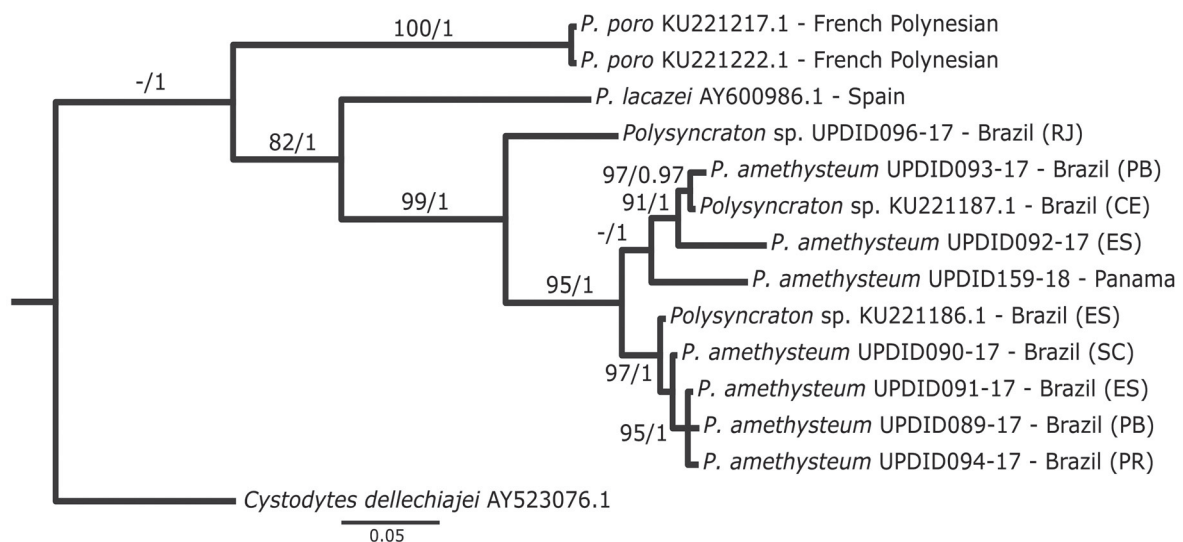 100/1
P. poro KU221217.1 - French Polynesian
P. poro KU221222.1 - French Polynesian
-/1
P. lacazei AY600986.1 - Spain
82/1
Polysyncraton sp. UPDID096-17 - Brazil (RJ)
97/0.97
P. amethysteum UPDID093-17 - Brazil (PB)
99/1
91/1
Polysyncraton sp. KU221187.1 - Brazil (CE)
-/1
P. amethysteum UPDID092-17 (ES)
95/1
P. amethysteum UPDID159-18 - Panama
Polysyncraton sp. KU221186.1 - Brazil (ES)
P. amethysteum UPDID090-17 - Brazil (SC)
97/1
P. amethysteum UPDID091-17 - Brazil (ES)
95/1
P. amethysteum UPDID089-17 - Brazil (PB)
P. amethysteum UPDID094-17 - Brazil (PR)
Cystodytes dellechiajei AY523076.1
0.05